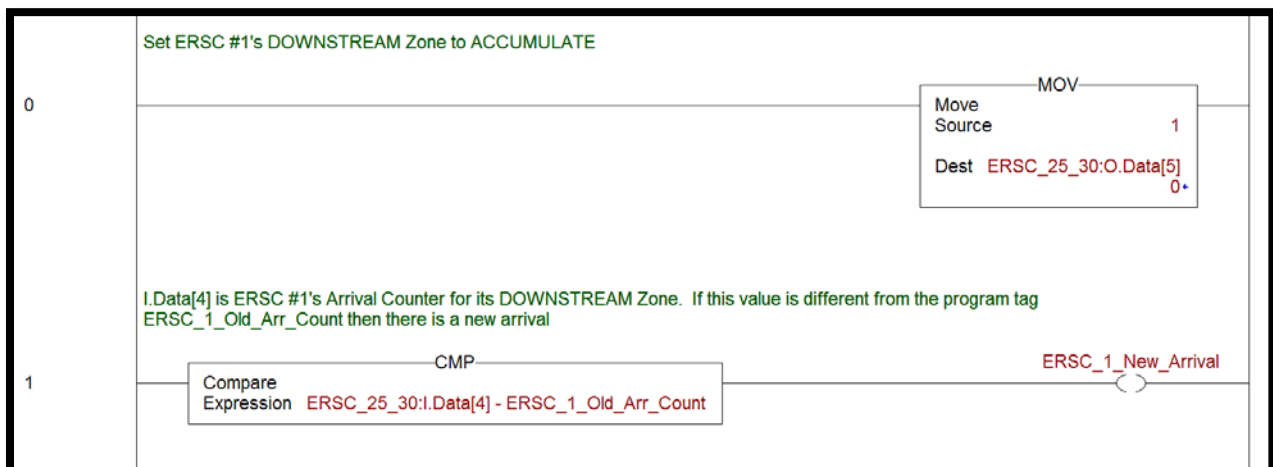 Set ERSC #1's DOWNSTREAM Zone to ACCUMULATE
0
MOV
Move
Source 1
Dest ERSC_25_30:O.Data[5]
0
I.Data[4] is ERSC #1's Arrival Counter for its DOWNSTREAM Zone. If this value is different from the program tag
ERSC_1_Old_Arr_Count then there is a new arrival
1
CMP
Compare
Expression ERSC_25_30:I.Data[4] - ERSC_1_Old_Arr_Count
ERSC_1_New_Arrival